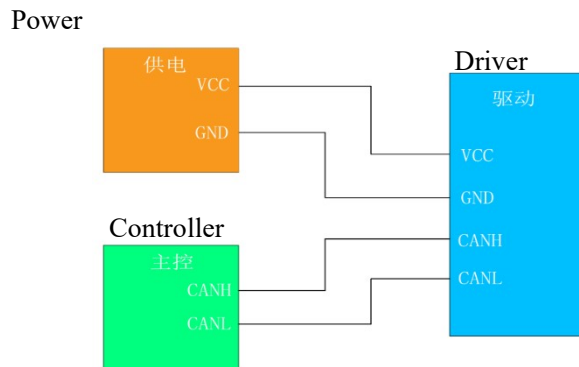 Power
供电
VCC
GND
Driver
驱动
VCC
GND
CANH
CANL
Controller
主控
CANH
CANL